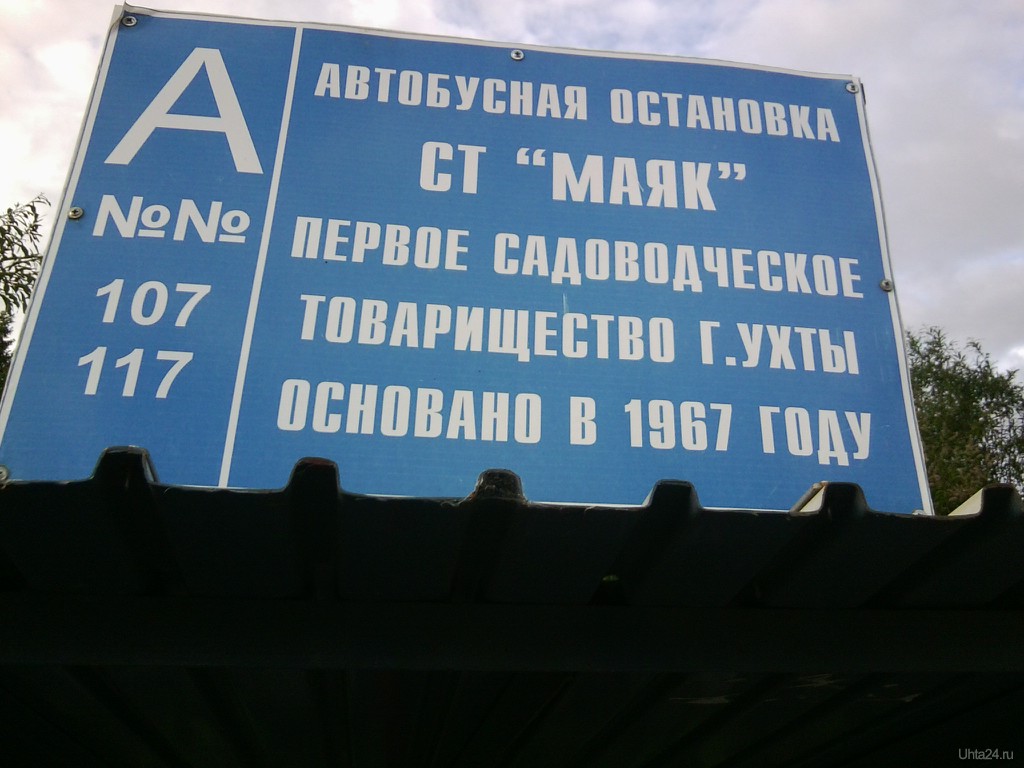 А
№№
107
117
АВТОБУСНАЯ ОСТАНОВКА
СТ “МАЯК”
ПЕРВОЕ САДОВОДЧЕСКОЕ
ТОВАРИЩЕСТВО Г.УХТЫ
ОСНОВАНО В 1967 ГОДУ
Uhta24.ru